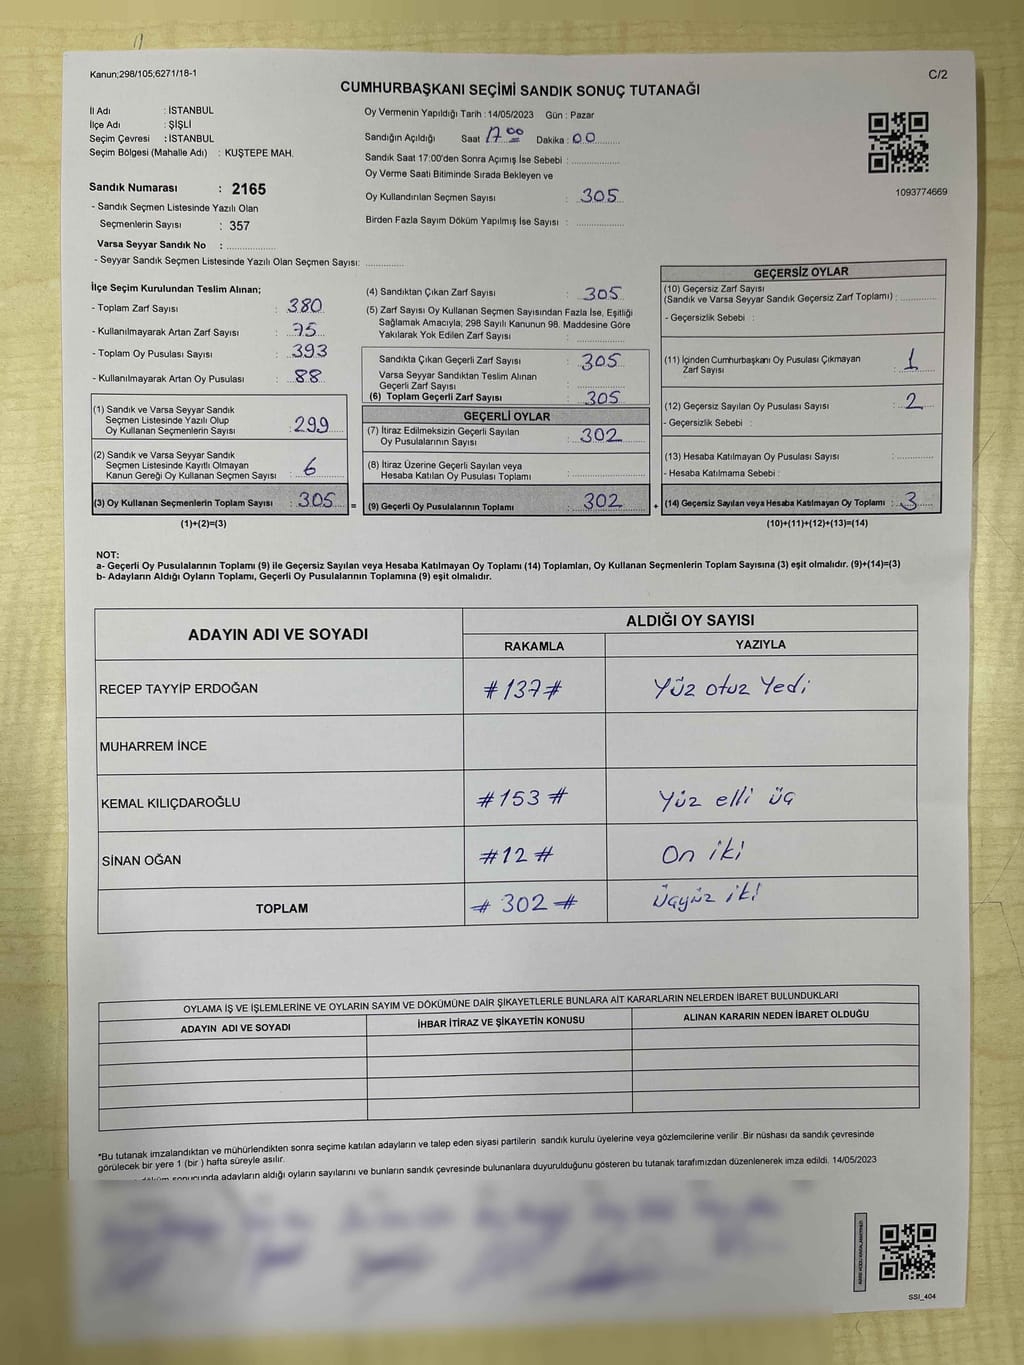 Kanun;298/105;6271/18-1
C/2
CUMHURBAŞKANI SEÇİMİ SANDIK SONUÇ TUTANAĞI
İl Adı : İSTANBUL
İlçe Adı : ŞİŞLİ
Seçim Çevresi : İSTANBUL
Seçim Bölgesi (Mahalle Adı) : KUŞTEPE MAH.
Sandık Numarası : 2165
- Sandık Seçmen Listesinde Yazılı Olan
Seçmenlerin Sayısı : 357
Varsa Seyyar Sandık No : ..............
- Seyyar Sandık Seçmen Listesinde Yazılı Olan Seçmen Sayısı: ............
Oy Vermenin Yapıldığı Tarih : 14/05/2023 Gün : Pazar
Sandığın Açıldığı Saat 17.00 Dakika : 00
Sandık Saat 17:00'den Sonra Açımış İse Sebebi : ..............
Oy Verme Saati Bitiminde Sırada Bekleyen ve
Oy Kullandırılan Seçmen Sayısı : 305
Birden Fazla Sayım Döküm Yapılmış İse Sayısı : ..............
1093774669
İlçe Seçim Kurulundan Teslim Alınan;
- Toplam Zarf Sayısı : 380
- Kullanılmayarak Artan Zarf Sayısı : 75
- Toplam Oy Pusulası Sayısı : 393
- Kullanılmayarak Artan Oy Pusulası : 88
(1) Sandık ve Varsa Seyyar Sandık
Seçmen Listesinde Yazılı Olup
Oy Kullanan Seçmenlerin Sayısı : 299
(2) Sandık ve Varsa Seyyar Sandık
Seçmen Listesinde Kayıtlı Olmayan
Kanun Gereği Oy Kullanan Seçmen Sayısı : 6
(3) Oy Kullanan Seçmenlerin Toplam Sayısı : 305 =
(1)+(2)=(3)
(4) Sandıktan Çıkan Zarf Sayısı : 305
(5) Zarf Sayısı Oy Kullanan Seçmen Sayısından Fazla İse, Eşitliği
Sağlamak Amacıyla, 298 Sayılı Kanunun 98. Maddesine Göre
Yakılarak Yok Edilen Zarf Sayısı : ..............
Sandıkta Çıkan Geçerli Zarf Sayısı : 305
Varsa Seyyar Sandıktan Teslim Alınan
Geçerli Zarf Sayısı : ..............
(6) Toplam Geçerli Zarf Sayısı : 305
GEÇERLİ OYLAR
(7) İtiraz Edilmeksizin Geçerli Sayılan
Oy Pusulalarının Sayısı : 302
(8) İtiraz Üzerine Geçerli Sayılan veya
Hesaba Katılan Oy Pusulası Toplamı : ..............
(9) Geçerli Oy Pusulalarının Toplamı : 302 +
GEÇERSİZ OYLAR
(10) Geçersiz Zarf Sayısı
(Sandık ve Varsa Seyyar Sandık Geçersiz Zarf Toplamı) : ..........
- Geçersizlik Sebebi :
(11) İçinden Cumhurbaşkanı Oy Pusulası Çıkmayan
Zarf Sayısı : 1
(12) Geçersiz Sayılan Oy Pusulası Sayısı : 2
- Geçersizlik Sebebi :
(13) Hesaba Katılmayan Oy Pusulası Sayısı : ..........
- Hesaba Katılmama Sebebi :
(14) Geçersiz Sayılan veya Hesaba Katılmayan Oy Toplamı : 3
(10)+(11)+(12)+(13)=(14)
NOT:
a- Geçerli Oy Pusulalarının Toplamı (9) ile Geçersiz Sayılan veya Hesaba Katılmayan Oy Toplamı (14) Toplamları, Oy Kullanan Seçmenlerin Toplam Sayısına (3) eşit olmalıdır. (9)+(14)=(3)
b- Adayların Aldığı Oyların Toplamı, Geçerli Oy Pusulalarının Toplamına (9) eşit olmalıdır.
ADAYIN ADI VE SOYADI ALDIĞI OY SAYISI
RAKAMLA YAZIYLA
RECEP TAYYİP ERDOĞAN #137# Yüz otuz Yedi
MUHARREM İNCE
KEMAL KILIÇDAROĞLU #153# Yüz elli üç
SİNAN OĞAN #12# On iki
TOPLAM #302# Üçyüz iki
OYLAMA İŞ VE İŞLEMLERİNE VE OYLARIN SAYIM VE DÖKÜMÜNE DAİR ŞİKAYETLERLE BUNLARA AİT KARARLARIN NELERDEN İBARET BULUNDUKLARI
ADAYIN ADI VE SOYADI İHBAR İTİRAZ VE ŞİKAYETİN KONUSU ALINAN KARARIN NEDEN İBARET OLDUĞU
*Bu tutanak imzalandıktan ve mühürlendikten sonra seçime katılan adayların ve talep eden siyasi partilerin sandık kurulu üyelerine veya gözlemcilerine verilir. Bir nüshası da sandık çevresinde
görülecek bir yere 1 (bir ) hafta süreyle asılır.
döküm sonucunda adayların aldığı oyların sayılarını ve bunların sandık çevresinde bulunanlara duyurulduğunu gösteren bu tutanak tarafımızdan düzenlenerek imza edildi. 14/05/2023
SSI_404